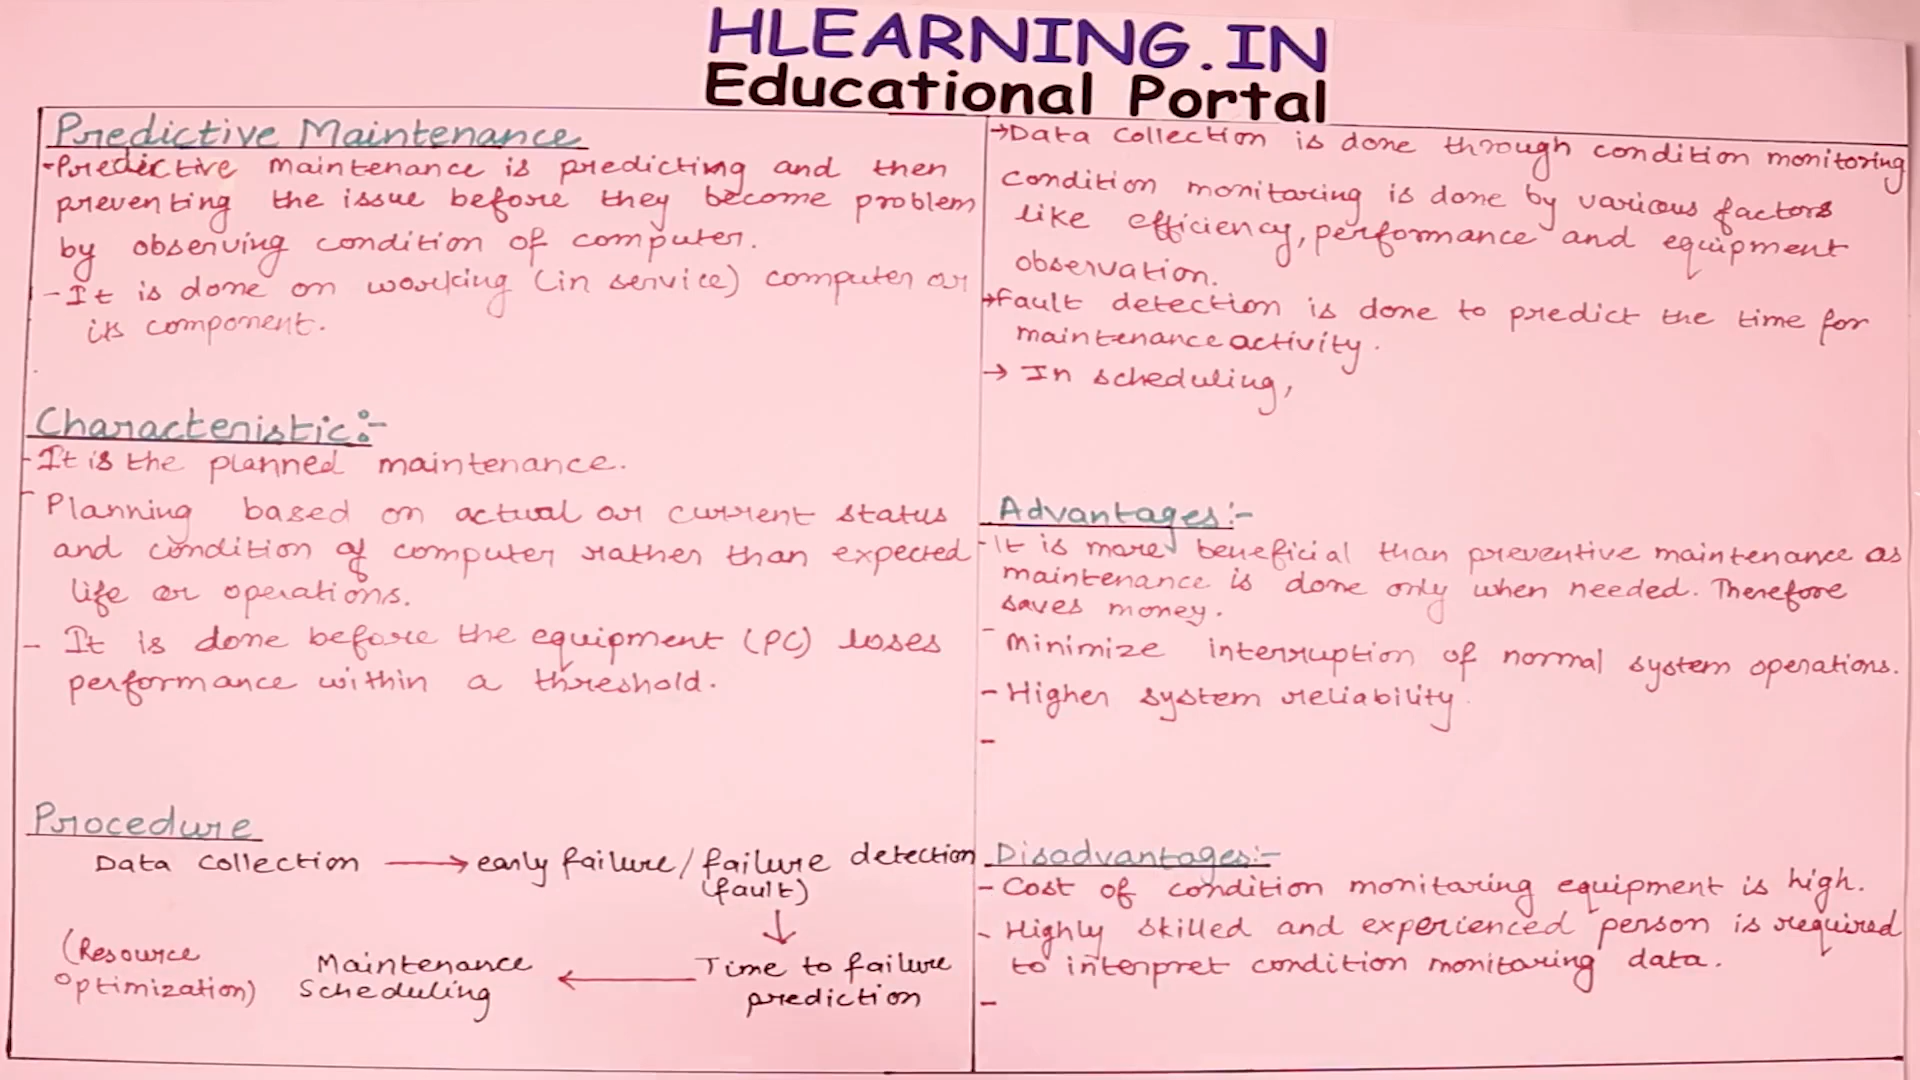 HLEARNING.IN
Educational Portal
Predictive Maintenance
- Predictive maintenance is predicting and then
preventing the issue before they become problem
by observing condition of computer.
- It is done on working (in service) computer or
its component.
Characteristic:-
- It is the planned maintenance.
- Planning based on actual or current status
and condition of computer rather than expected
life or operations.
- It is done before the equipment (PC) loses
performance within a threshold.
Procedure
Data collection → early failure / failure detection
(fault)
↓
(Resource Maintenance ← Time to failure
Optimization) Scheduling prediction
→ Data collection is done through condition monitoring
condition monitoring is done by various factors
like efficiency, performance and equipment
observation.
→ Fault detection is done to predict the time for
maintenance activity.
→ In scheduling,
Advantages:-
- It is more beneficial than preventive maintenance as
maintenance is done only when needed. Therefore
saves money.
- Minimize interruption of normal system operations.
- Higher system reliability.
-
Disadvantages:-
- Cost of condition monitoring equipment is high.
- Highly skilled and experienced person is required
to interpret condition monitoring data.
-